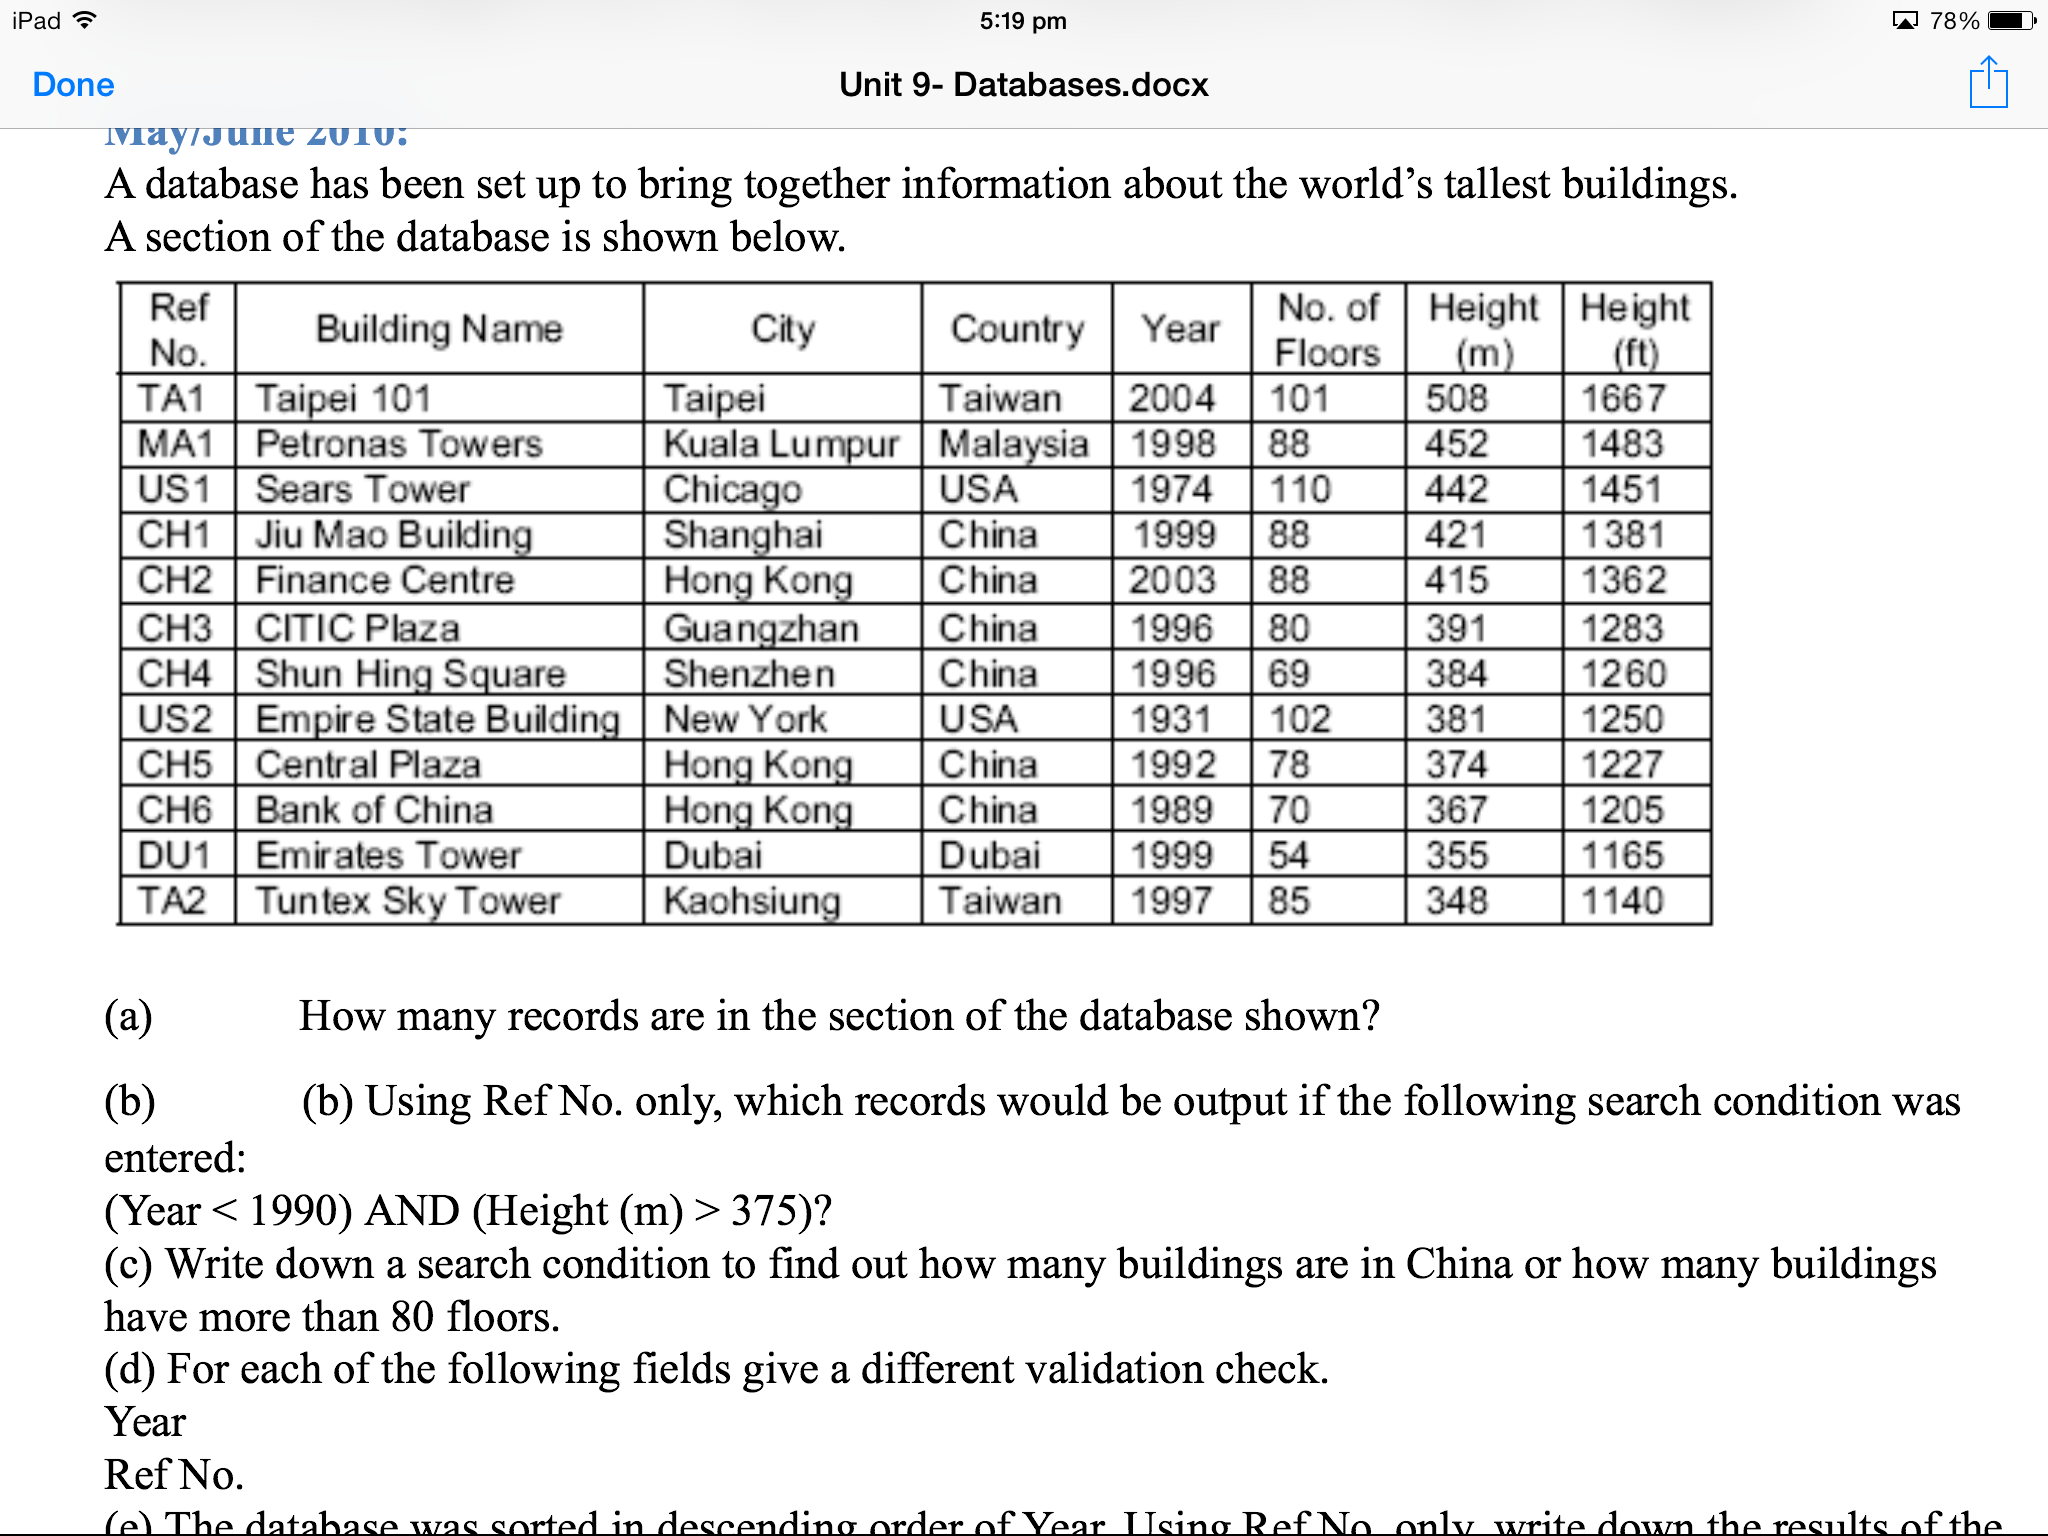 iPad 5:19 pm 78%
Done Unit 9- Databases.docx
May/June 2010:
A database has been set up to bring together information about the world’s tallest buildings.
A section of the database is shown below.
Ref No. Building Name City Country Year No. of Floors Height (m) Height (ft)
TA1 Taipei 101 Taipei Taiwan 2004 101 508 1667
MA1 Petronas Towers Kuala Lumpur Malaysia 1998 88 452 1483
US1 Sears Tower Chicago USA 1974 110 442 1451
CH1 Jiu Mao Building Shanghai China 1999 88 421 1381
CH2 Finance Centre Hong Kong China 2003 88 415 1362
CH3 CITIC Plaza Guangzhan China 1996 80 391 1283
CH4 Shun Hing Square Shenzhen China 1996 69 384 1260
US2 Empire State Building New York USA 1931 102 381 1250
CH5 Central Plaza Hong Kong China 1992 78 374 1227
CH6 Bank of China Hong Kong China 1989 70 367 1205
DU1 Emirates Tower Dubai Dubai 1999 54 355 1165
TA2 Tuntex Sky Tower Kaohsiung Taiwan 1997 85 348 1140
(a) How many records are in the section of the database shown?
(b) (b) Using Ref No. only, which records would be output if the following search condition was
entered:
(Year < 1990) AND (Height (m) > 375)?
(c) Write down a search condition to find out how many buildings are in China or how many buildings
have more than 80 floors.
(d) For each of the following fields give a different validation check.
Year
Ref No.
(e) The database was sorted in descending order of Year. Using Ref No. only, write down the results of the